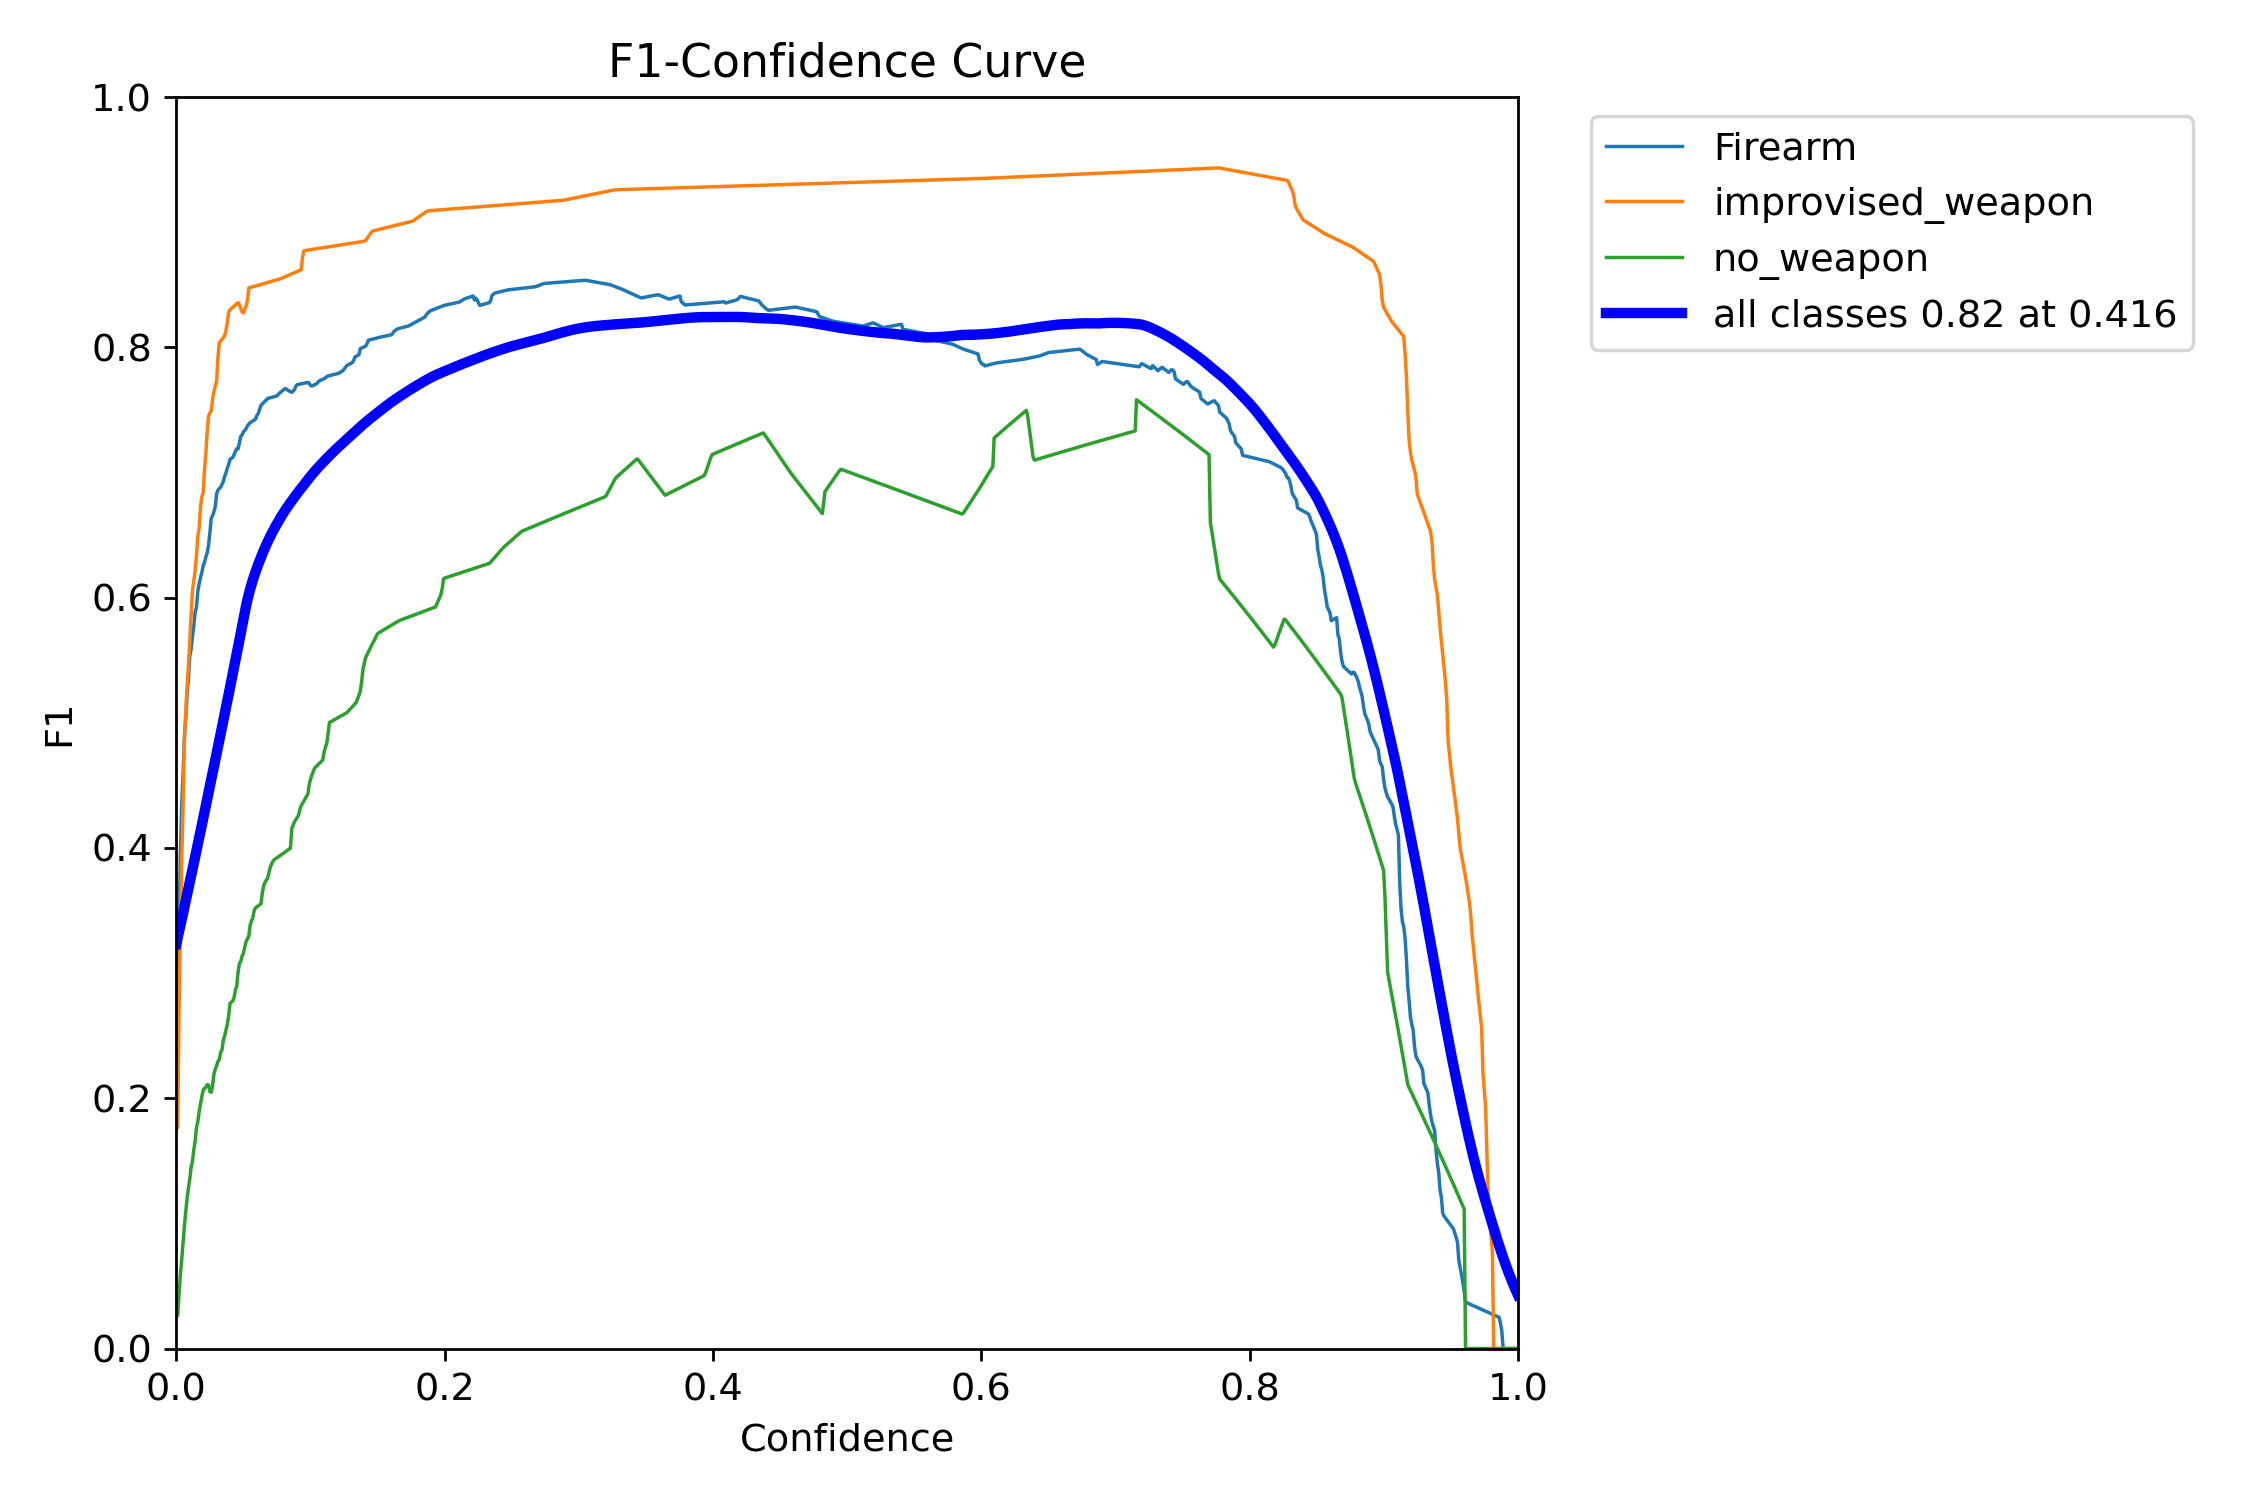 F1-Confidence Curve
1.0
0.8
0.6
0.4
0.2
0.0
F1
0.0 0.2 0.4 0.6 0.8 1.0
Confidence
Firearm
improvised_weapon
no_weapon
all classes 0.82 at 0.416